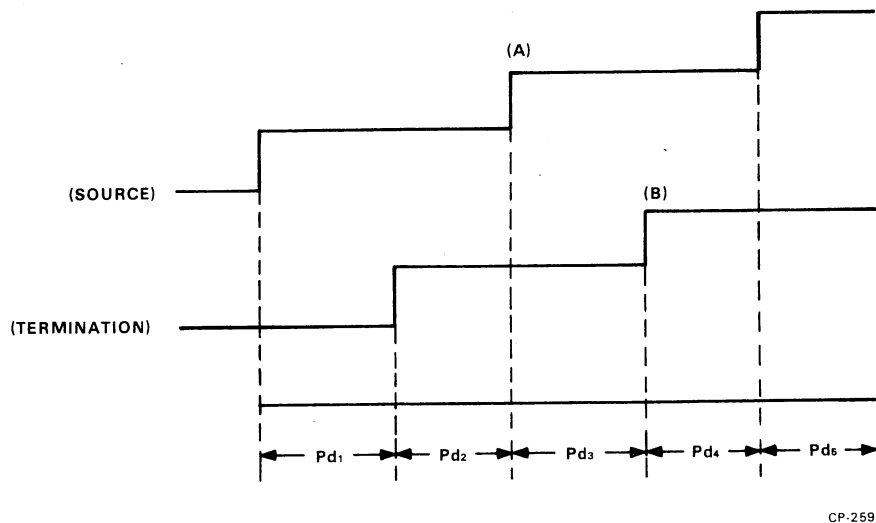 (A)
(SOURCE)
(B)
(TERMINATION)
Pd₁ Pd₂ Pd₃ Pd₄ Pd₅
CP-259